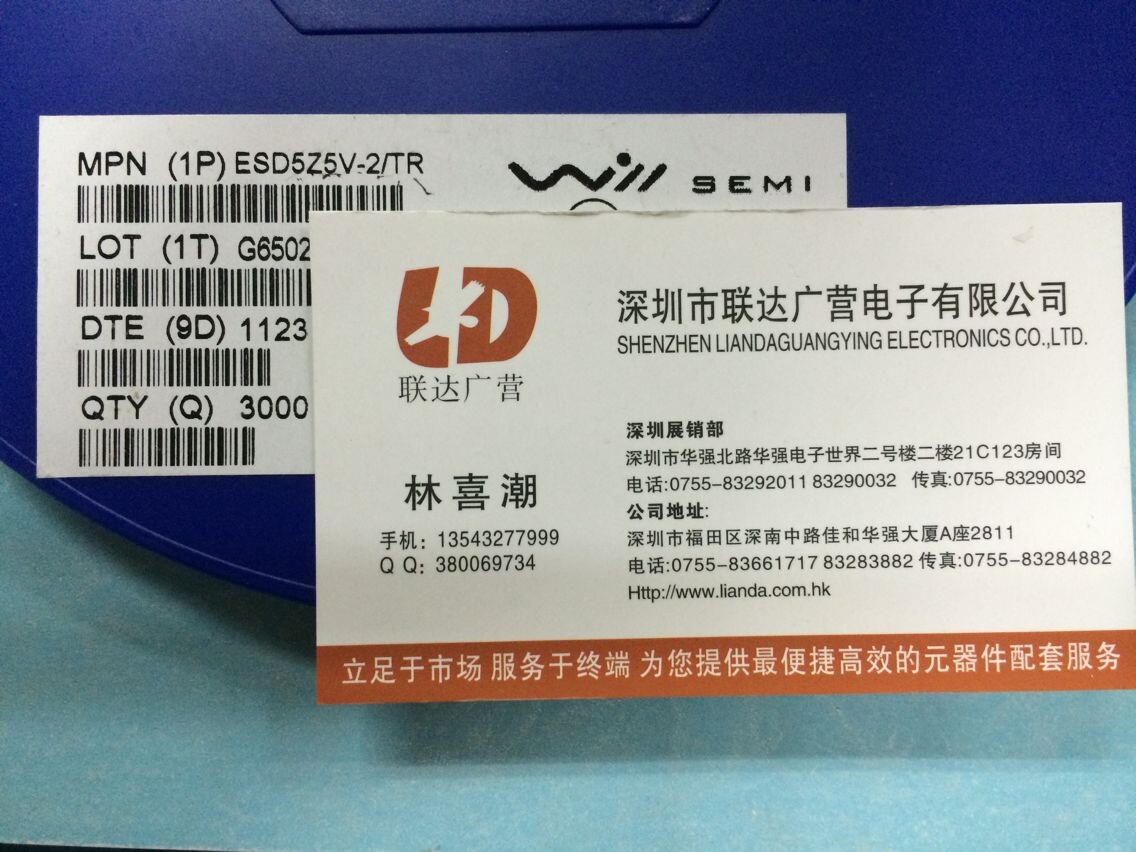 MPN (1P) ESD5Z5V-2/TR
Will SEMI
LOT (1T) G6502
DTE (9D) 1123
QTY (Q) 3000
LD
联达广营
深圳市联达广营电子有限公司
SHENZHEN LIANDAGUANGYING ELECTRONICS CO.,LTD.
林喜潮
手机：13543277999
Q Q：380069734
深圳展销部
深圳市华强北路华强电子世界二号楼二楼21C123房间
电话:0755-83292011 83290032 传真:0755-83290032
公司地址:
深圳市福田区深南中路佳和华强大厦A座2811
电话:0755-83661717 83283882 传真:0755-83284882
Http://www.lianda.com.hk
立足于市场 服务于终端 为您提供最便捷高效的元器件配套服务